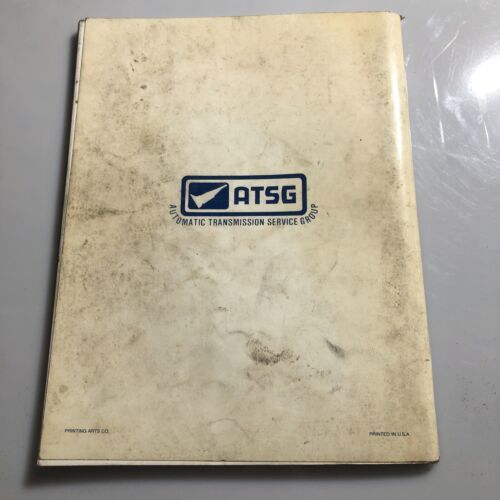 ATSG
AUTOMATIC TRANSMISSION SERVICE GROUP
PRINTING ARTS CO.
PRINTED IN U.S.A